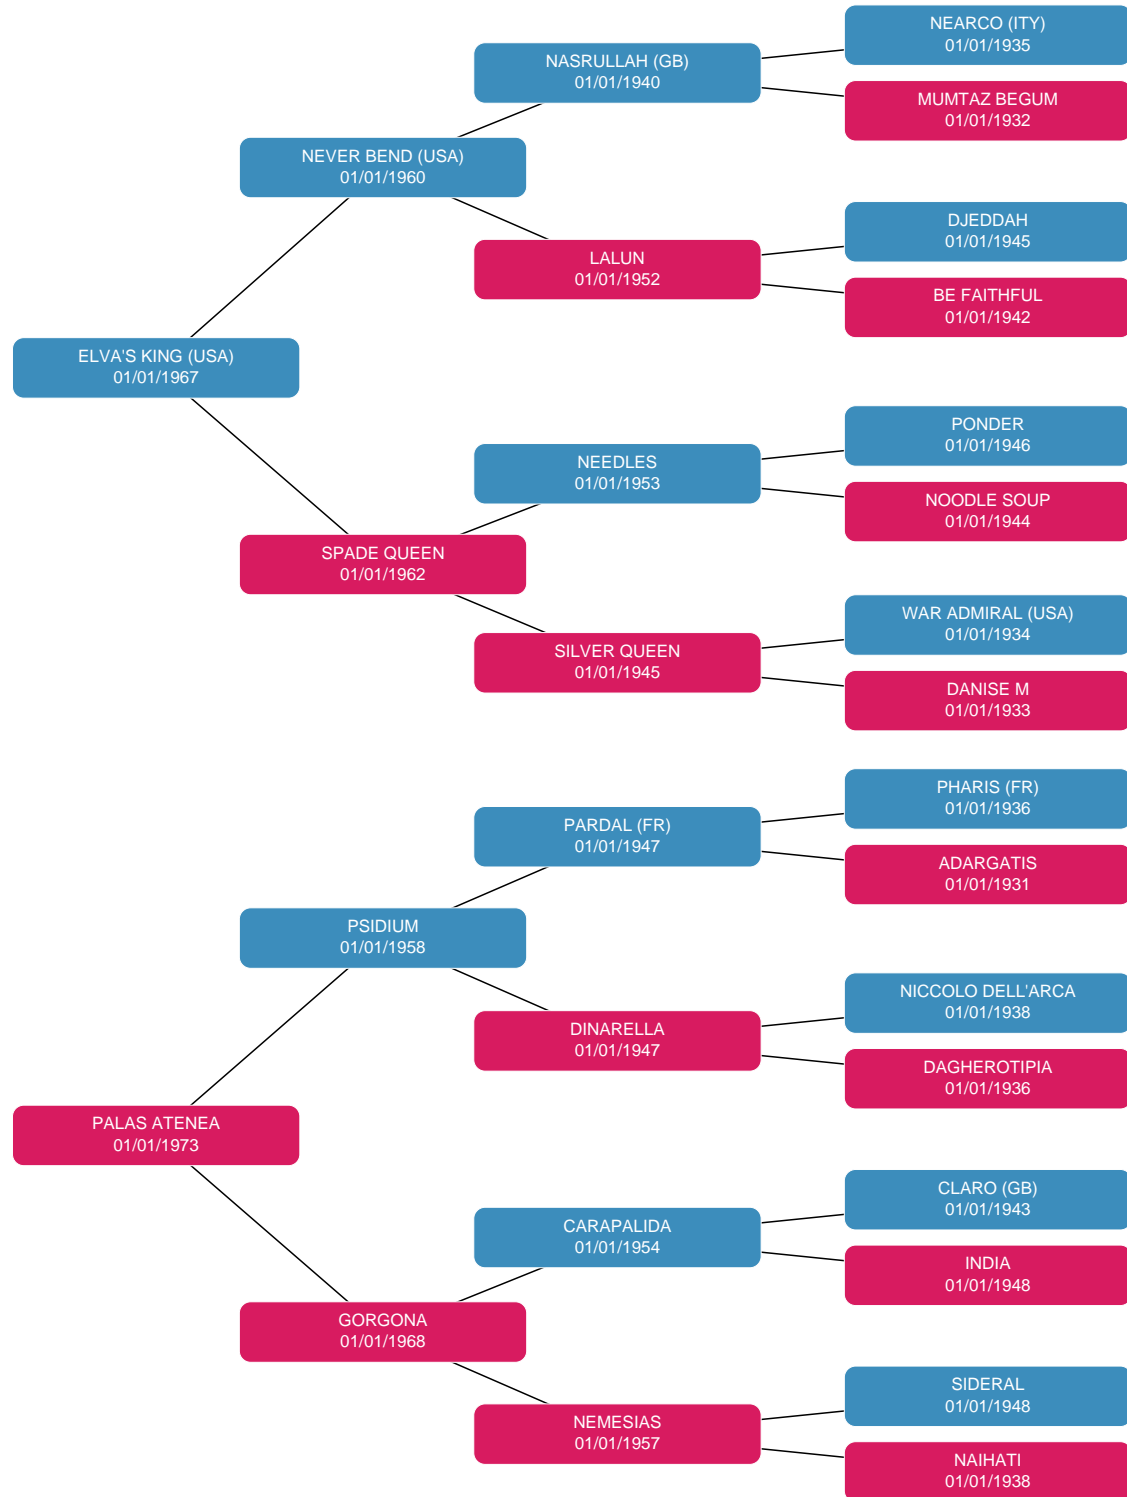 NEARCO (ITY)
01/01/1935
NASRULLAH (GB)
01/01/1940
MUMTAZ BEGUM
01/01/1932
NEVER BEND (USA)
01/01/1960
DJEDDAH
01/01/1945
LALUN
01/01/1952
BE FAITHFUL
01/01/1942
ELVA'S KING (USA)
01/01/1967
PONDER
01/01/1946
NEEDLES
01/01/1953
NOODLE SOUP
01/01/1944
SPADE QUEEN
01/01/1962
WAR ADMIRAL (USA)
01/01/1934
SILVER QUEEN
01/01/1945
DANISE M
01/01/1933
PHARIS (FR)
01/01/1936
PARDAL (FR)
01/01/1947
ADARGATIS
01/01/1931
PSIDIUM
01/01/1958
NICCOLO DELL'ARCA
01/01/1938
DINARELLA
01/01/1947
DAGHEROTIPIA
01/01/1936
PALAS ATENEA
01/01/1973
CLARO (GB)
01/01/1943
CARAPALIDA
01/01/1954
INDIA
01/01/1948
GORGONA
01/01/1968
SIDERAL
01/01/1948
NEMESIAS
01/01/1957
NAIHATI
01/01/1938